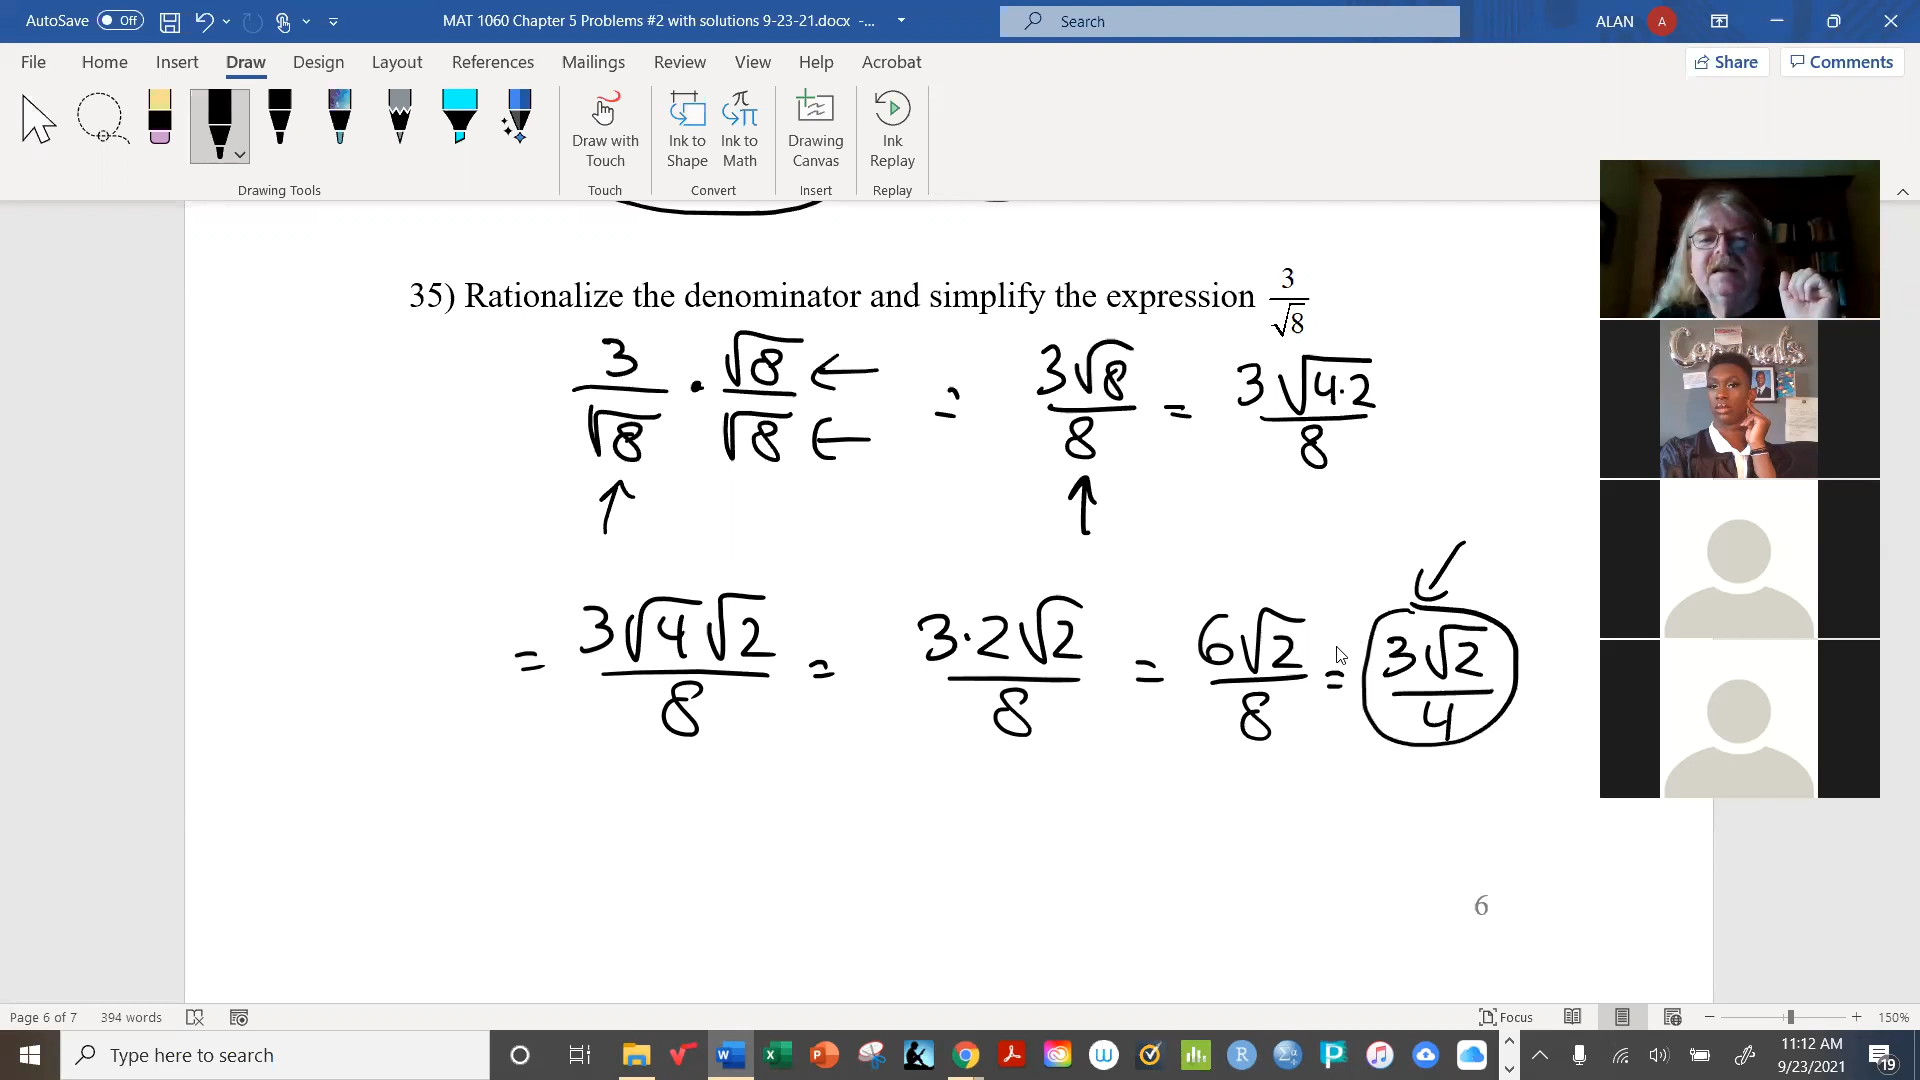 AutoSave Off MAT 1060 Chapter 5 Problems #2 with solutions 9-23-21.docx -... Search ALAN A
File Home Insert Draw Design Layout References Mailings Review View Help Acrobat Share Comments
Draw with Touch Ink to Shape Ink to Math Drawing Canvas Ink Replay
Drawing Tools Touch Convert Insert Replay
35) Rationalize the denominator and simplify the expression 3/√8
3/√8 · √8/√8 ← ← = 3√8/8 = 3√4·2/8
↑ ↑
= 3√4√2/8 = 3·2√2/8 = 6√2/8 = 3√2/4
6
Page 6 of 7 394 words Focus 150%
Type here to search 11:12 AM
9/23/2021 19